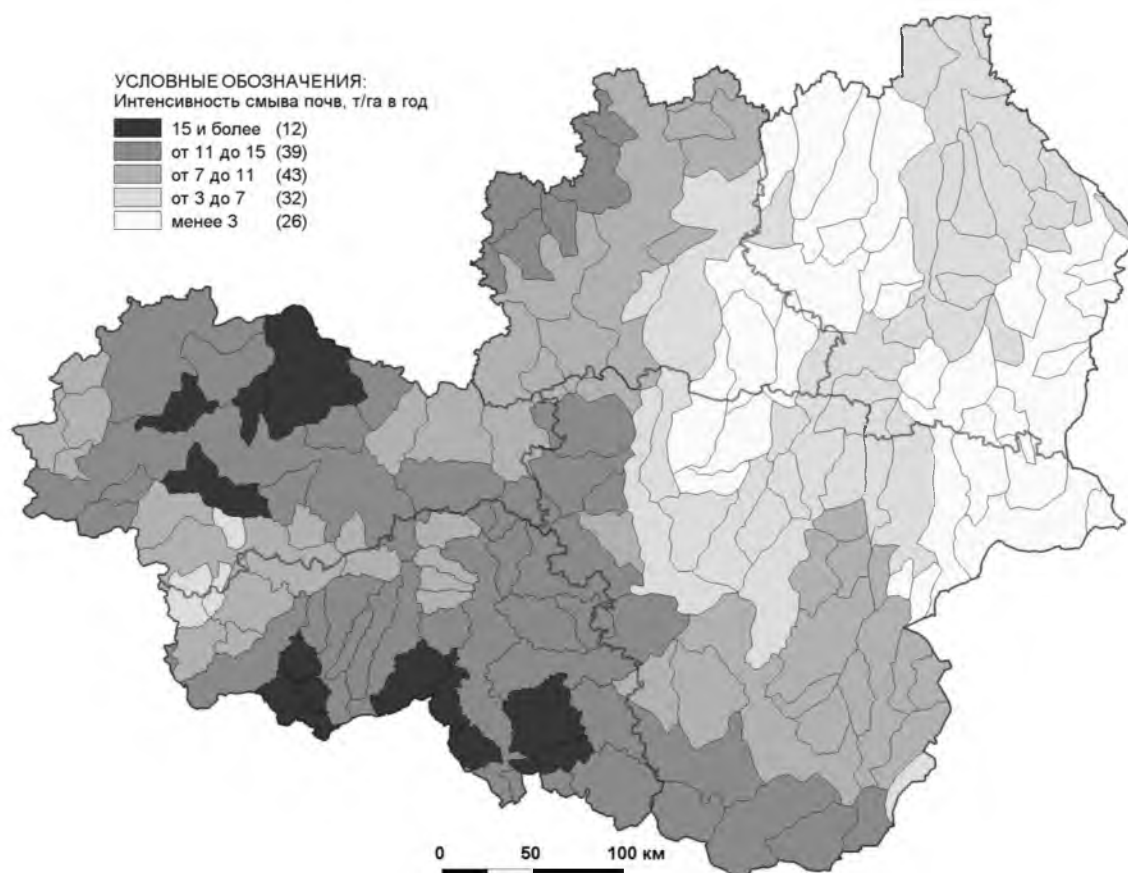 УСЛОВНЫЕ ОБОЗНАЧЕНИЯ:
Интенсивность смыва почв, т/га в год
15 и более (12)
от 11 до 15 (39)
от 7 до 11 (43)
от 3 до 7 (32)
менее 3 (26)
0 50 100 км